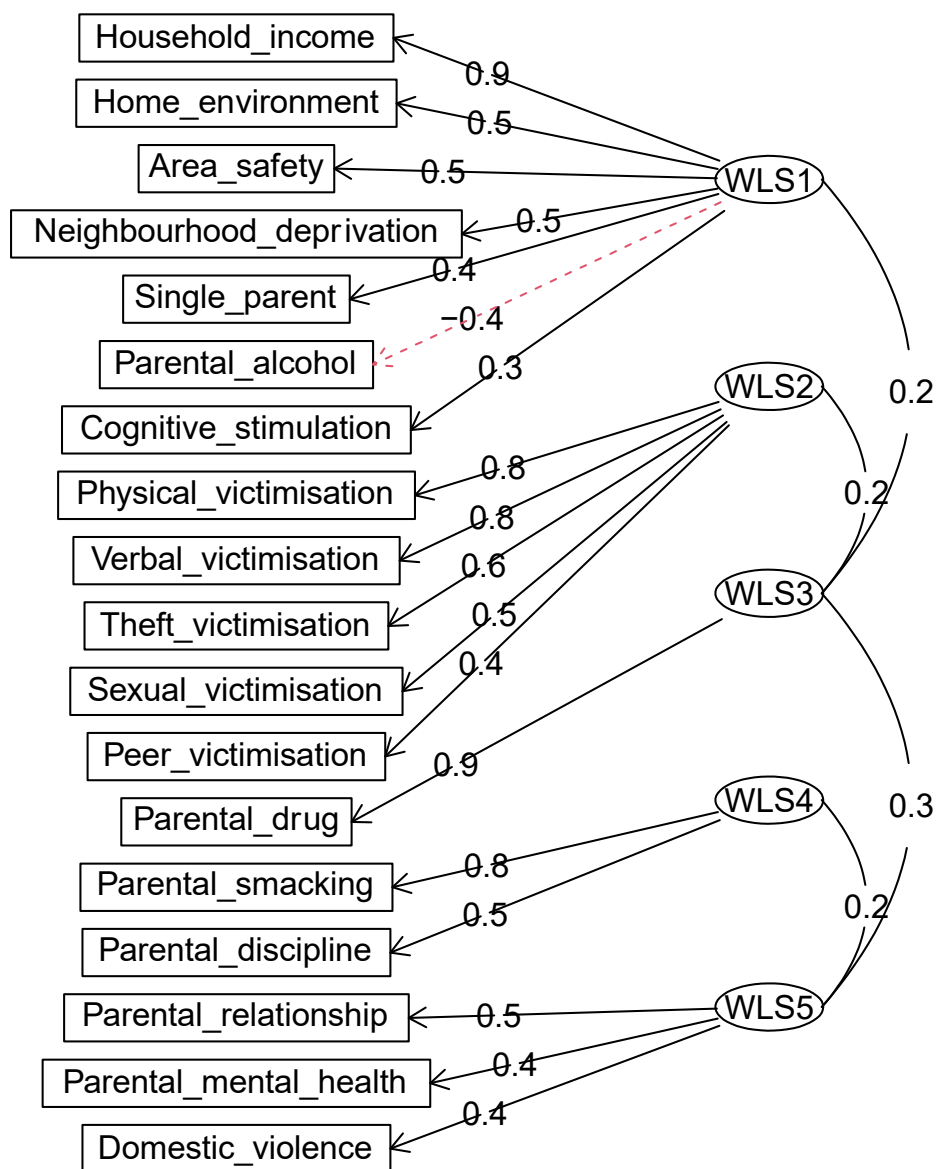 Household_income
0.9
Home_environment
0.5
Area_safety
0.5
WLS1
Neighbourhood_deprivation
0.5
Single_parent
0.4
Parental_alcohol
−0.4
Cognitive_stimulation
0.3
WLS2
0.2
Physical_victimisation
0.8
0.2
Verbal_victimisation
0.8
Theft_victimisation
0.6
WLS3
Sexual_victimisation
0.5
Peer_victimisation
0.4
Parental_drug
0.9
WLS4
0.3
Parental_smacking
0.8
Parental_discipline
0.5
0.2
Parental_relationship
0.5
WLS5
Parental_mental_health
0.4
Domestic_violence
0.4